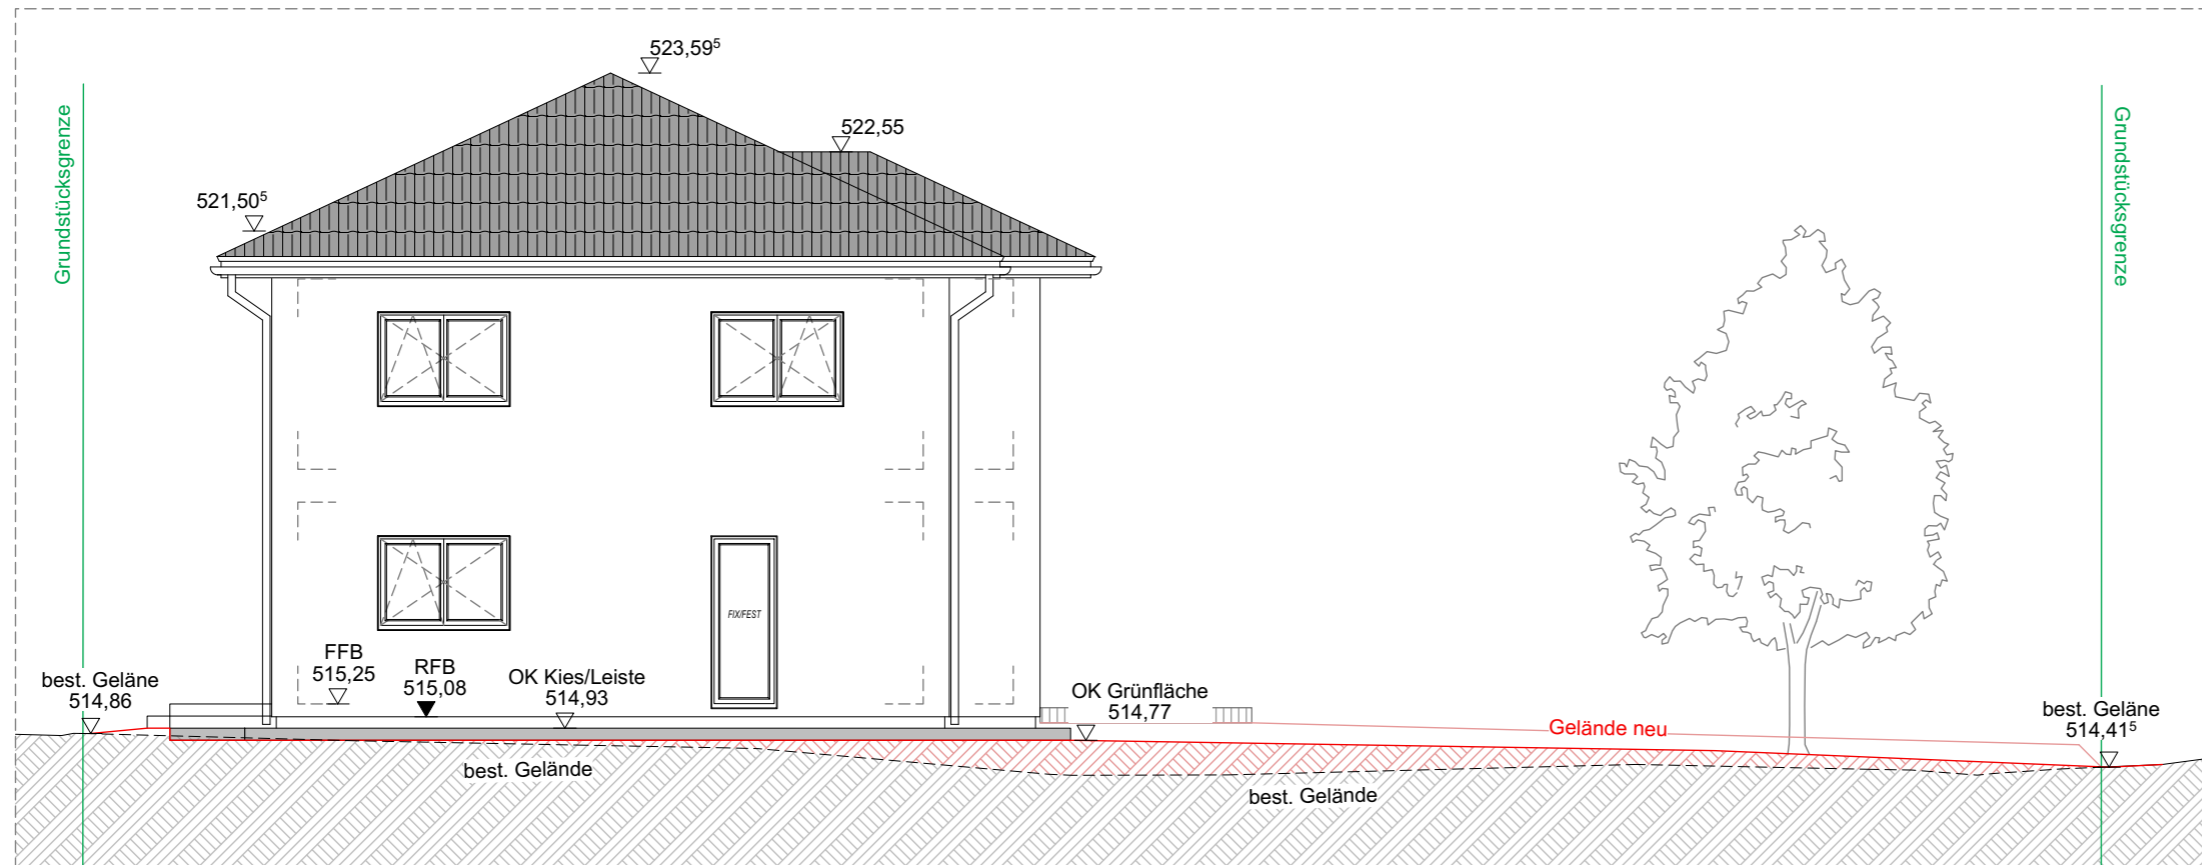 523,59⁵
522,55
521,50⁵
Grundstücksgrenze
Grundstücksgrenze
FIX/FEST
FFB
515,25
RFB
515,08
OK Kies/Leiste
514,93
best. Geläne
514,86
OK Grünfläche
514,77
Gelände neu
best. Geläne
514,41⁵
best. Gelände
best. Gelände